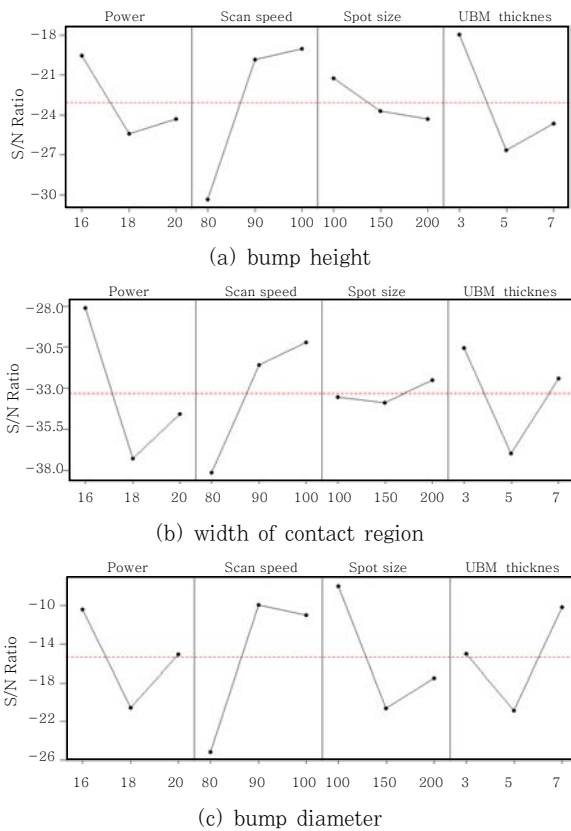 Power Scan speed Spot size UBM thicknes
S/N Ratio
−18
−21
−24
−27
−30
16 18 20 80 90 100 100 150 200 3 5 7
(a) bump height
Power Scan speed Spot size UBM thicknes
S/N Ratio
−28.0
−30.5
−33.0
−35.5
−38.0
16 18 20 80 90 100 100 150 200 3 5 7
(b) width of contact region
Power Scan speed Spot size UBM thicknes
S/N Ratio
−10
−14
−18
−22
−26
16 18 20 80 90 100 100 150 200 3 5 7
(c) bump diameter